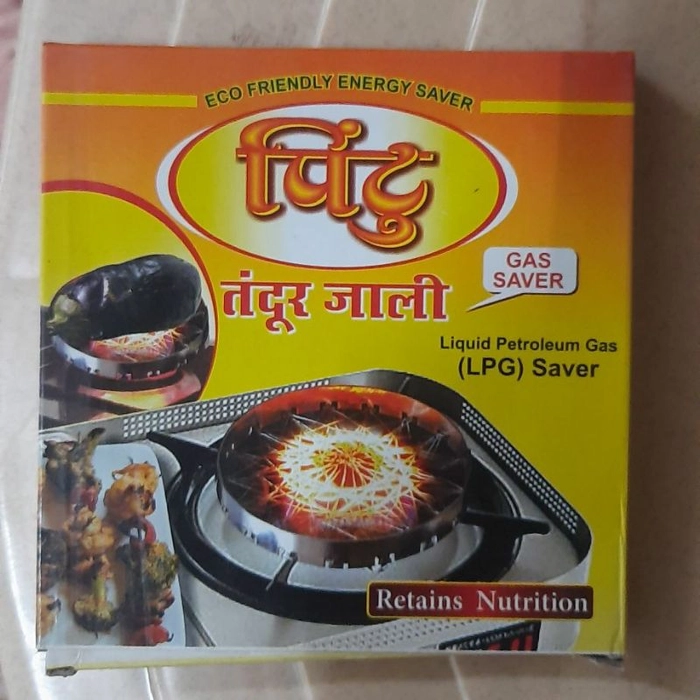 ECO FRIENDLY ENERGY SAVER
पिंटु
तंदूर जाली
GAS
SAVER
Liquid Petroleum Gas
(LPG) Saver
Retains Nutrition